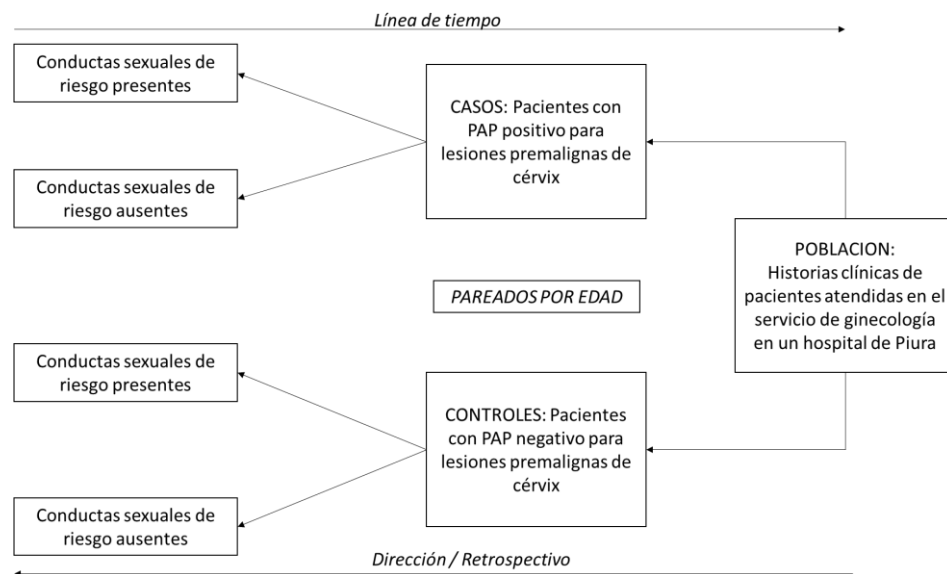 Línea de tiempo
Conductas sexuales de
riesgo presentes
Conductas sexuales de
riesgo ausentes
CASOS: Pacientes con
PAP positivo para
lesiones premalignas de
cérvix
PAREADOS POR EDAD
POBLACION:
Historias clínicas de
pacientes atendidas en el
servicio de ginecología
en un hospital de Piura
Conductas sexuales de
riesgo presentes
Conductas sexuales de
riesgo ausentes
CONTROLES: Pacientes
con PAP negativo para
lesiones premalignas de
cérvix
Dirección / Retrospectivo